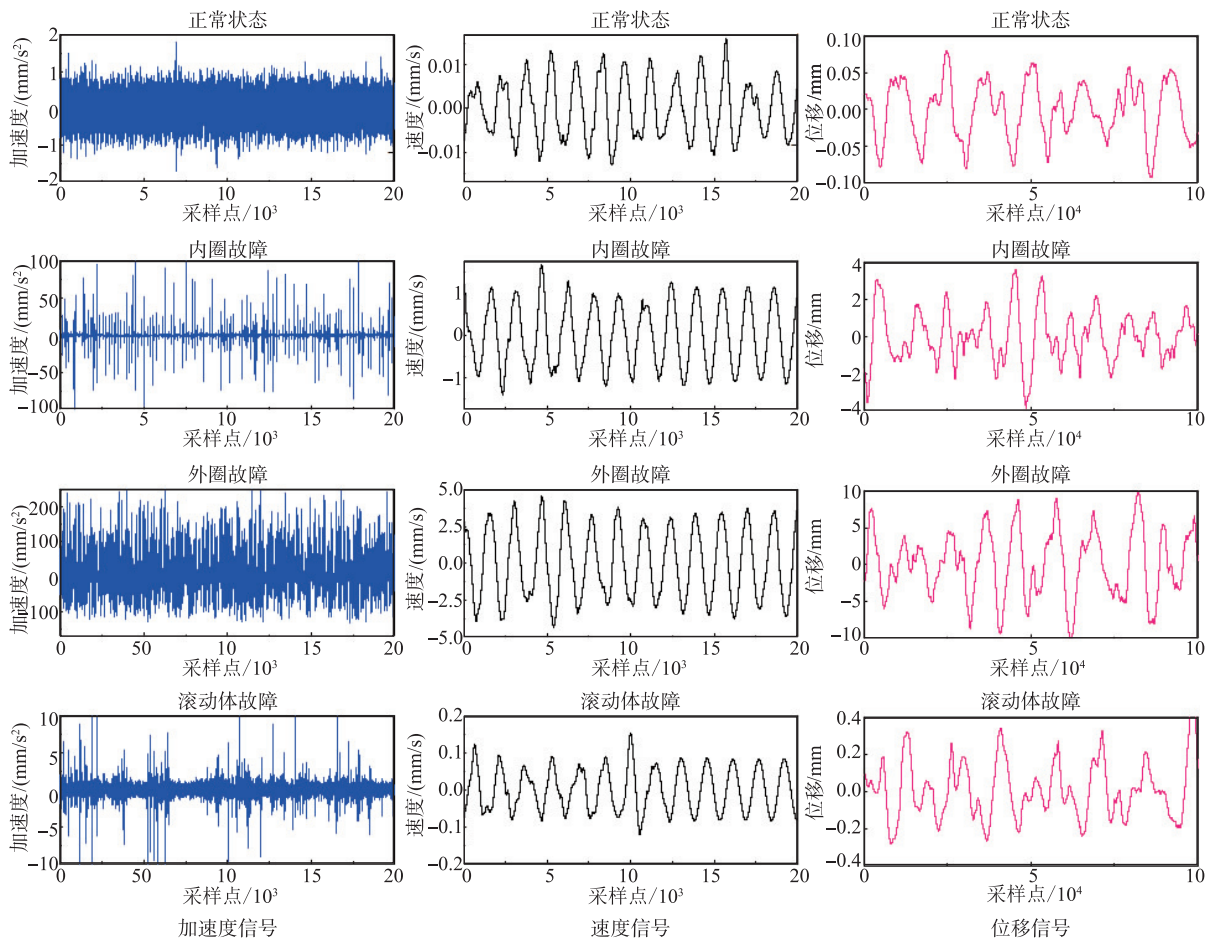 正常状态 正常状态 正常状态
加速度/(mm/s²) 2 1 0 −1 −2
0 5 10 15 20
采样点/10³
速度/(mm/s) 0.01 0.00 −0.01
0 5 10 15 20
采样点/10³
位移/mm 0.10 0.05 0.00 −0.05 −0.10
0 5 10
采样点/10⁴
内圈故障 内圈故障 内圈故障
加速度/(mm/s²) 100 50 0 −50 −100
0 5 10 15 20
采样点/10³
速度/(mm/s) 1 0 −1
0 5 10 15 20
采样点/10³
位移/mm 4 2 0 −2 −4
0 5 10
采样点/10⁴
外圈故障 外圈故障 外圈故障
加速度/(mm/s²) 200 100 0 100
0 50 10 15 20
采样点/10³
速度/(mm/s) 5.0 2.5 0 −2.5 −5.0
0 5 10 15 20
采样点/10³
位移/mm 10 5 0 −5 −10
0 5 10
采样点/10⁴
滚动体故障 滚动体故障 滚动体故障
加速度/(mm/s²) 10 5 0 −5 −10
0 5 10 15 20
采样点/10³
速度/(mm/s) 0.2 0.1 0.0 −0.1 −0.2
0 5 10 15 20
采样点/10³
位移/mm 0.4 0.2 0.0 −0.2 −0.4
0 5 10
采样点/10⁴
加速度信号 速度信号 位移信号